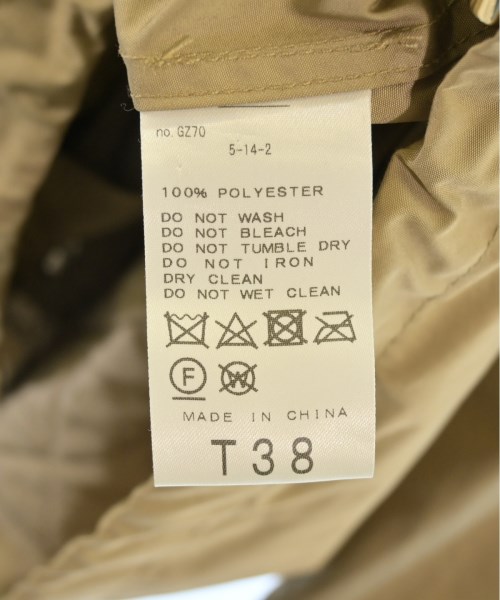 no. GZ70
5-14-2
100% POLYESTER
DO NOT WASH
DO NOT BLEACH
DO NOT TUMBLE DRY
DO NOT IRON
DRY CLEAN
DO NOT WET CLEAN
F W
MADE IN CHINA
T38